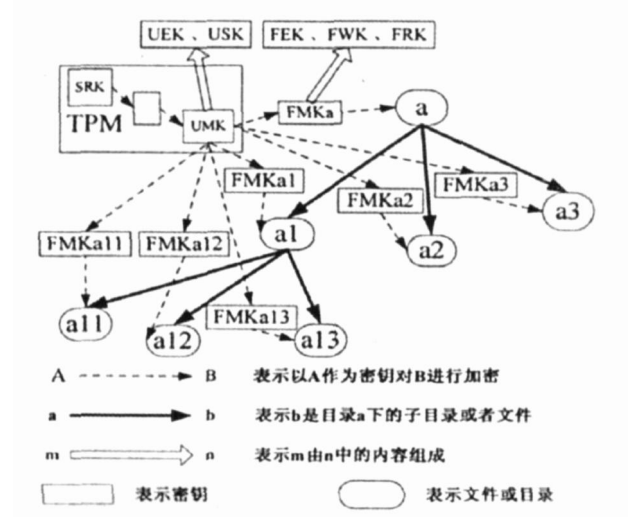 UEK 、USK
FEK 、FWK 、FRK
SRK
TPM
UMK
FMKa
a
FMKa1
FMKa2
FMKa3
FMKa11
FMKa12
a1
a2
a3
FMKa13
a11
a12
a13
A B 表示以A作为密钥对B进行加密
a b 表示b是目录a下的子目录或者文件
m n 表示m由n中的内容组成
表示密钥 表示文件或目录